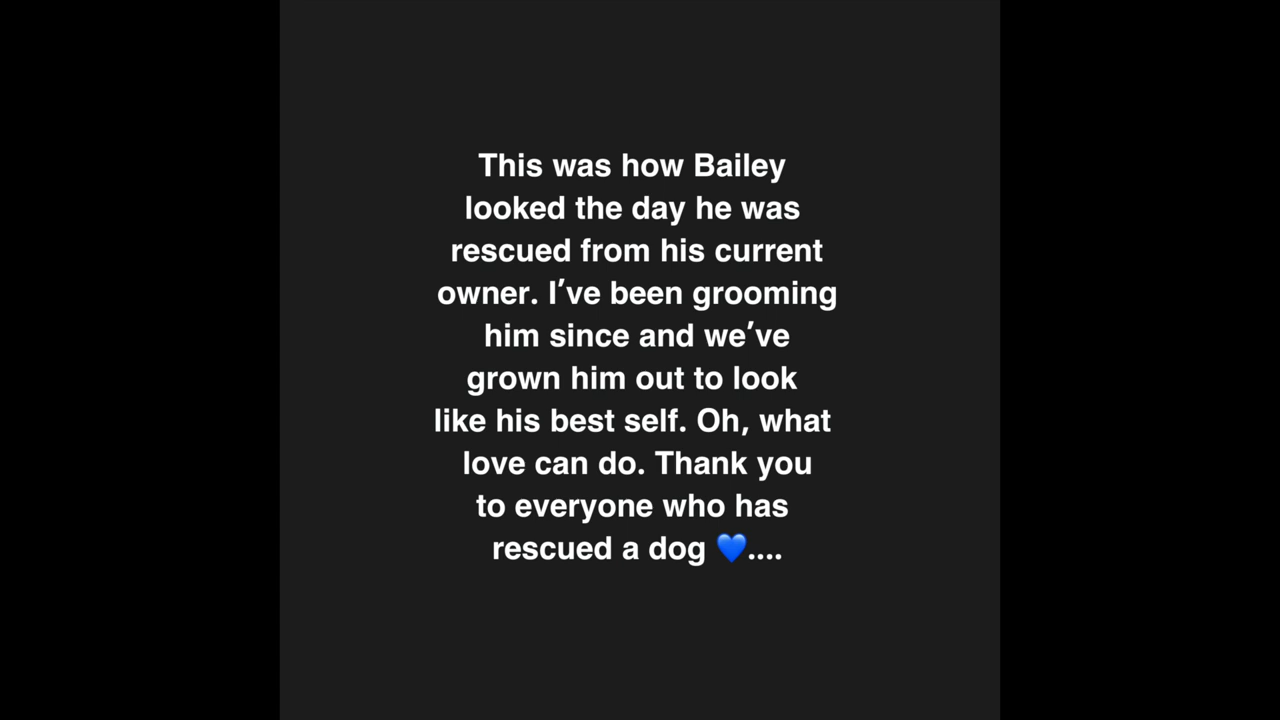 This was how Bailey
looked the day he was
rescued from his current
owner. I’ve been grooming
him since and we’ve
grown him out to look
like his best self. Oh, what
love can do. Thank you
to everyone who has
rescued a dog 💙....